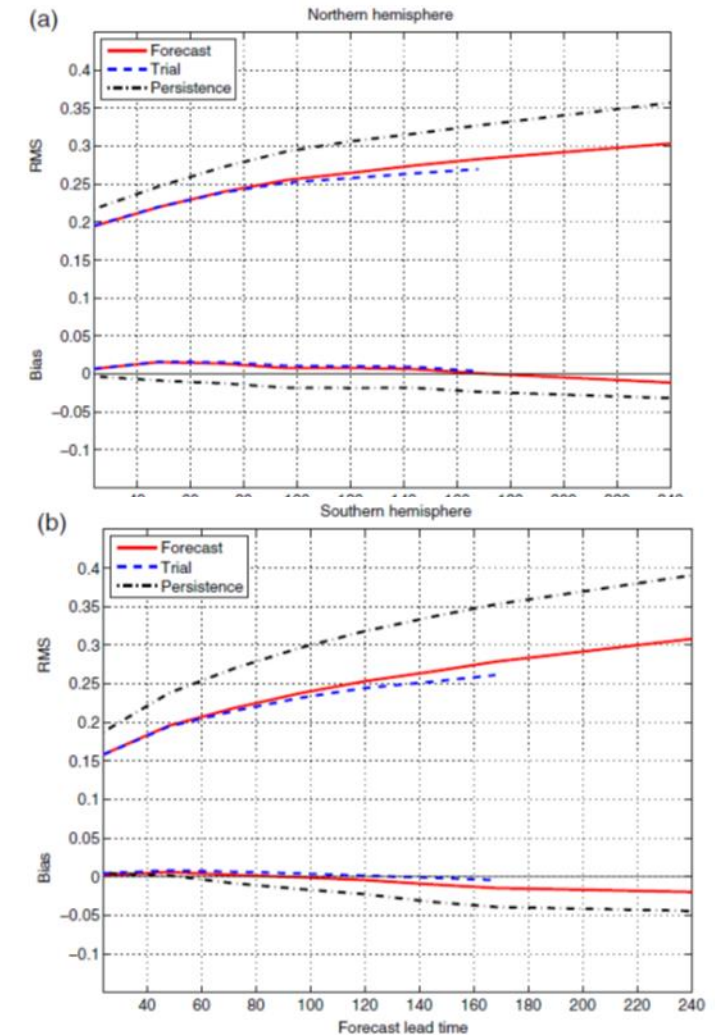 (a)
Northern hemisphere
Forecast
Trial
Persistence
0.4
0.35
0.3
0.25
0.2
0.15
0.1
0.05
0
−0.05
−0.1
RMS
Bias
(b)
Southern hemisphere
Forecast
Trial
Persistence
0.4
0.35
0.3
0.25
0.2
0.15
0.1
0.05
0
−0.05
−0.1
RMS
Bias
40 60 80 100 120 140 160 180 200 220 240
Forecast lead time